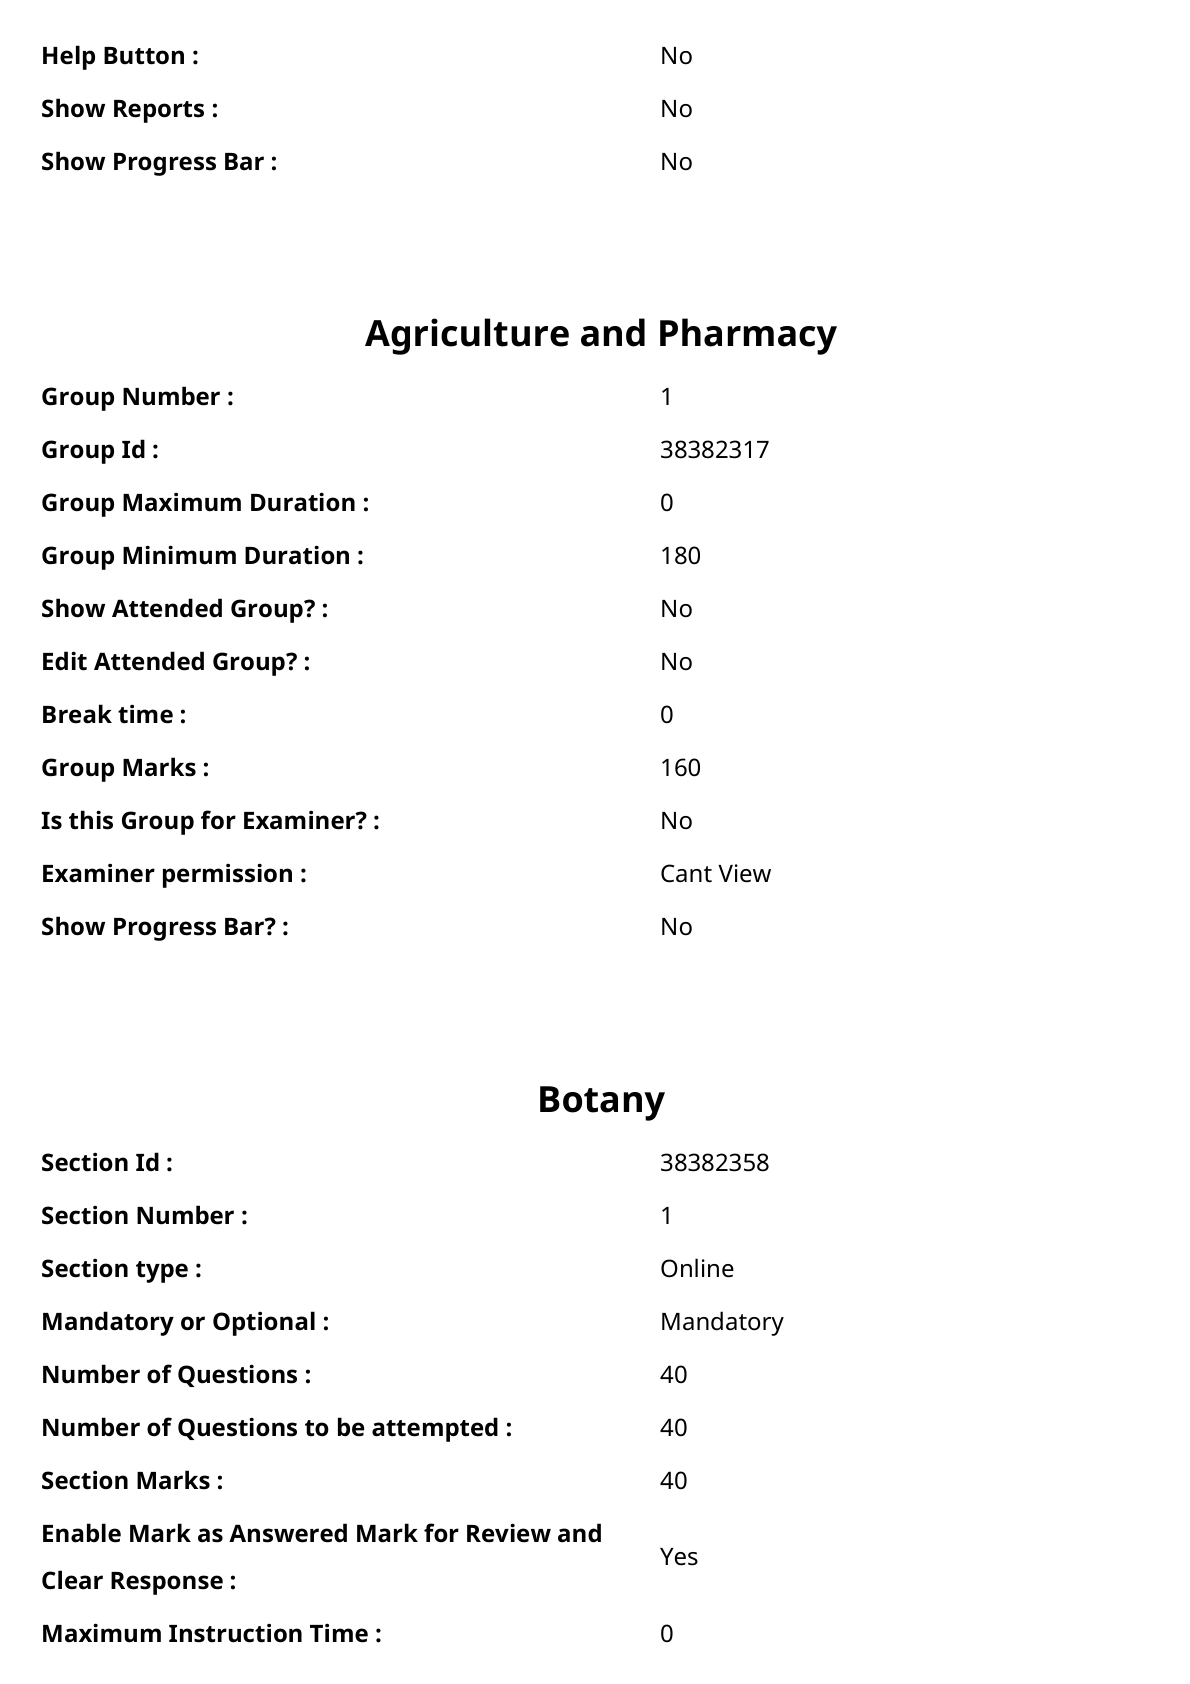 Help Button : No
Show Reports : No
Show Progress Bar : No
Agriculture and Pharmacy
Group Number : 1
Group Id : 38382317
Group Maximum Duration : 0
Group Minimum Duration : 180
Show Attended Group? : No
Edit Attended Group? : No
Break time : 0
Group Marks : 160
Is this Group for Examiner? : No
Examiner permission : Cant View
Show Progress Bar? : No
Botany
Section Id : 38382358
Section Number : 1
Section type : Online
Mandatory or Optional : Mandatory
Number of Questions : 40
Number of Questions to be attempted : 40
Section Marks : 40
Enable Mark as Answered Mark for Review and
Clear Response : Yes
Maximum Instruction Time : 0